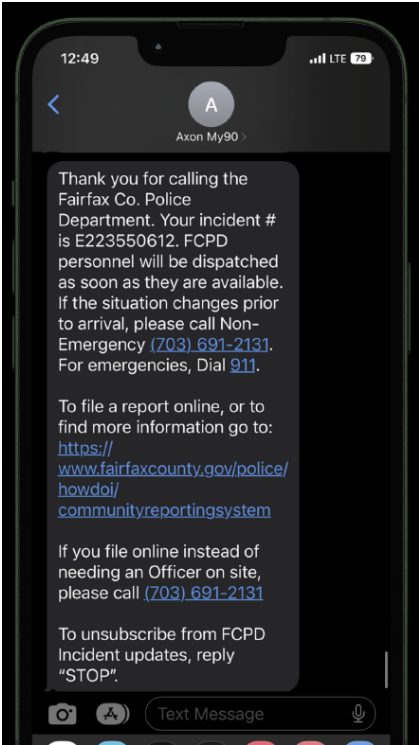 12:49
LTE 79
A
Axon My90 >
Thank you for calling the
Fairfax Co. Police
Department. Your incident #
is E223550612. FCPD
personnel will be dispatched
as soon as they are available.
If the situation changes prior
to arrival, please call Non-
Emergency (703) 691-2131.
For emergencies, Dial 911.
To file a report online, or to
find more information go to:
https://
www.fairfaxcounty.gov/police/
howdoi/
communityreportingsystem
If you file online instead of
needing an Officer on site,
please call (703) 691-2131
To unsubscribe from FCPD
Incident updates, reply
“STOP”.
Text Message